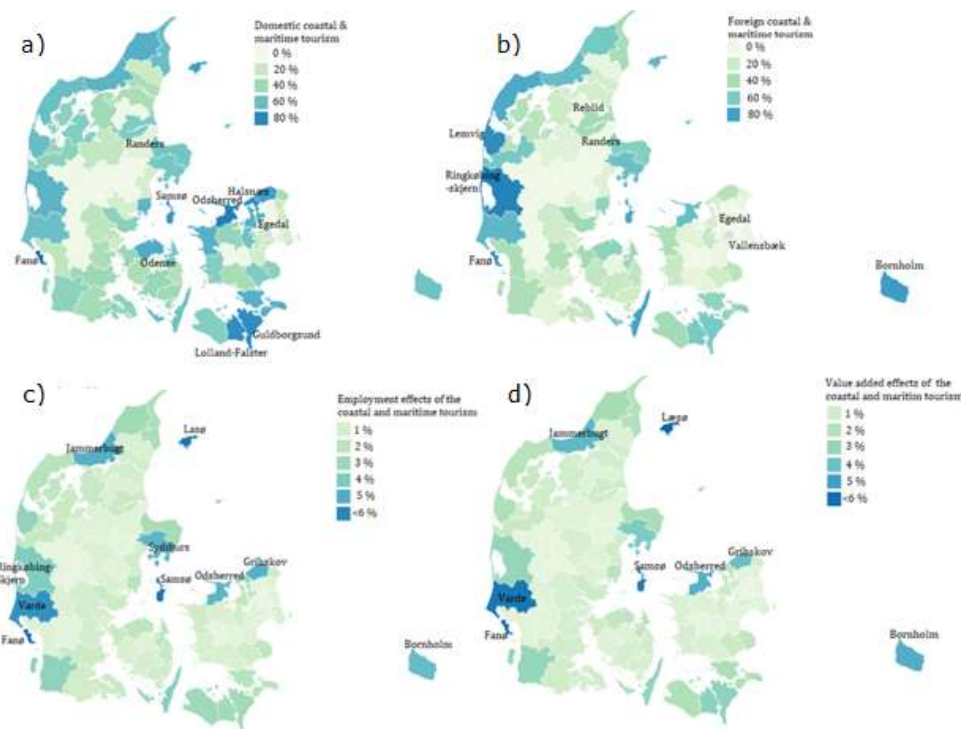 a)
Domestic coastal &
maritime tourism
0 %
20 %
40 %
60 %
80 %
Randers
Samsø
Odsherred
Halsnæs
Egedal
Fanø
Odense
Guldborgsund
Lolland-Falster
b)
Foreign coastal &
maritime tourism
0 %
20 %
40 %
60 %
80 %
Rebild
Lemvig
Randers
Ringkøbing
-skjern
Egedal
Vallensbæk
Fanø
Bornholm
c)
Employment effects of the
coastal and maritime tourism
1 %
2 %
3 %
4 %
5 %
<6 %
Læsø
Jammerbugt
Syddjurs
Gribskov
Ringkøbing-
Skjern
Samsø
Odsherred
Varde
Fanø
Bornholm
d)
Value added effects of the
coastal and maritim tourism
1 %
2 %
3 %
4 %
5 %
<6 %
Læsø
Jammerbugt
Gribskov
Samsø
Odsherred
Varde
Fanø
Bornholm